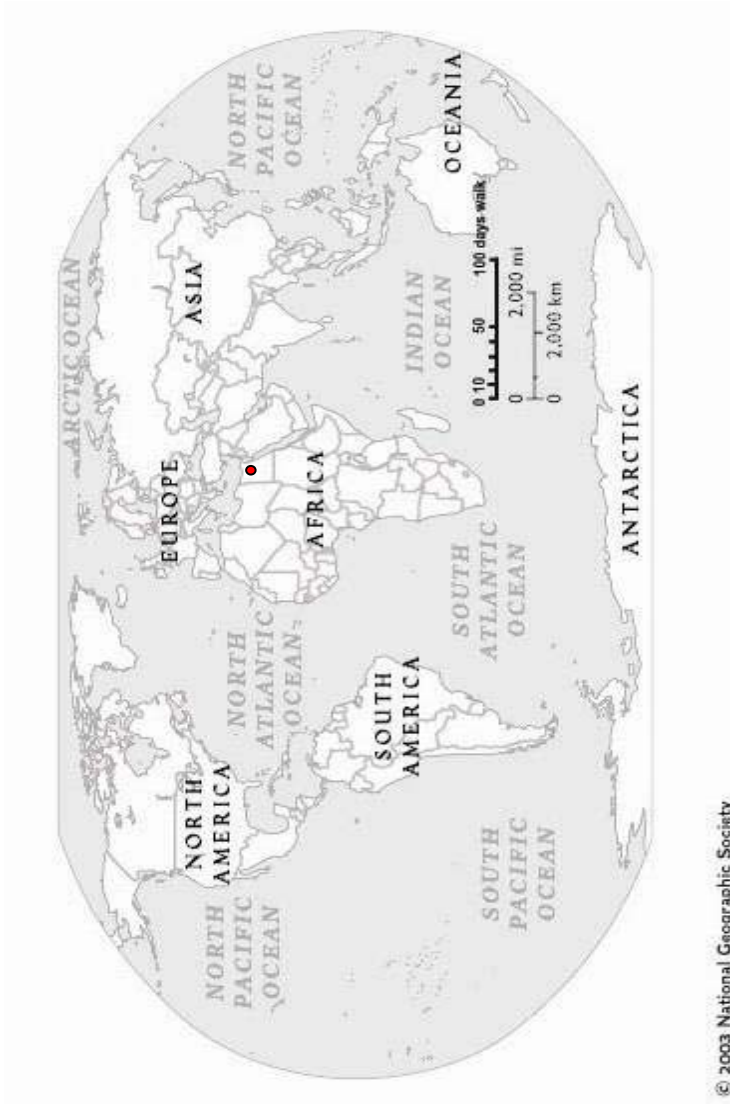 ARCTIC OCEAN
NORTH
PACIFIC
OCEAN
NORTH
AMERICA
NORTH
ATLANTIC
OCEAN
EUROPE
ASIA
NORTH
PACIFIC
OCEAN
AFRICA
SOUTH
AMERICA
INDIAN
OCEAN
OCEANIA
SOUTH
PACIFIC
OCEAN
SOUTH
ATLANTIC
OCEAN
0 10 50 100 days-walk
0 2,000 mi
0 2,000 km
ANTARCTICA
© 2003 National Geographic Society